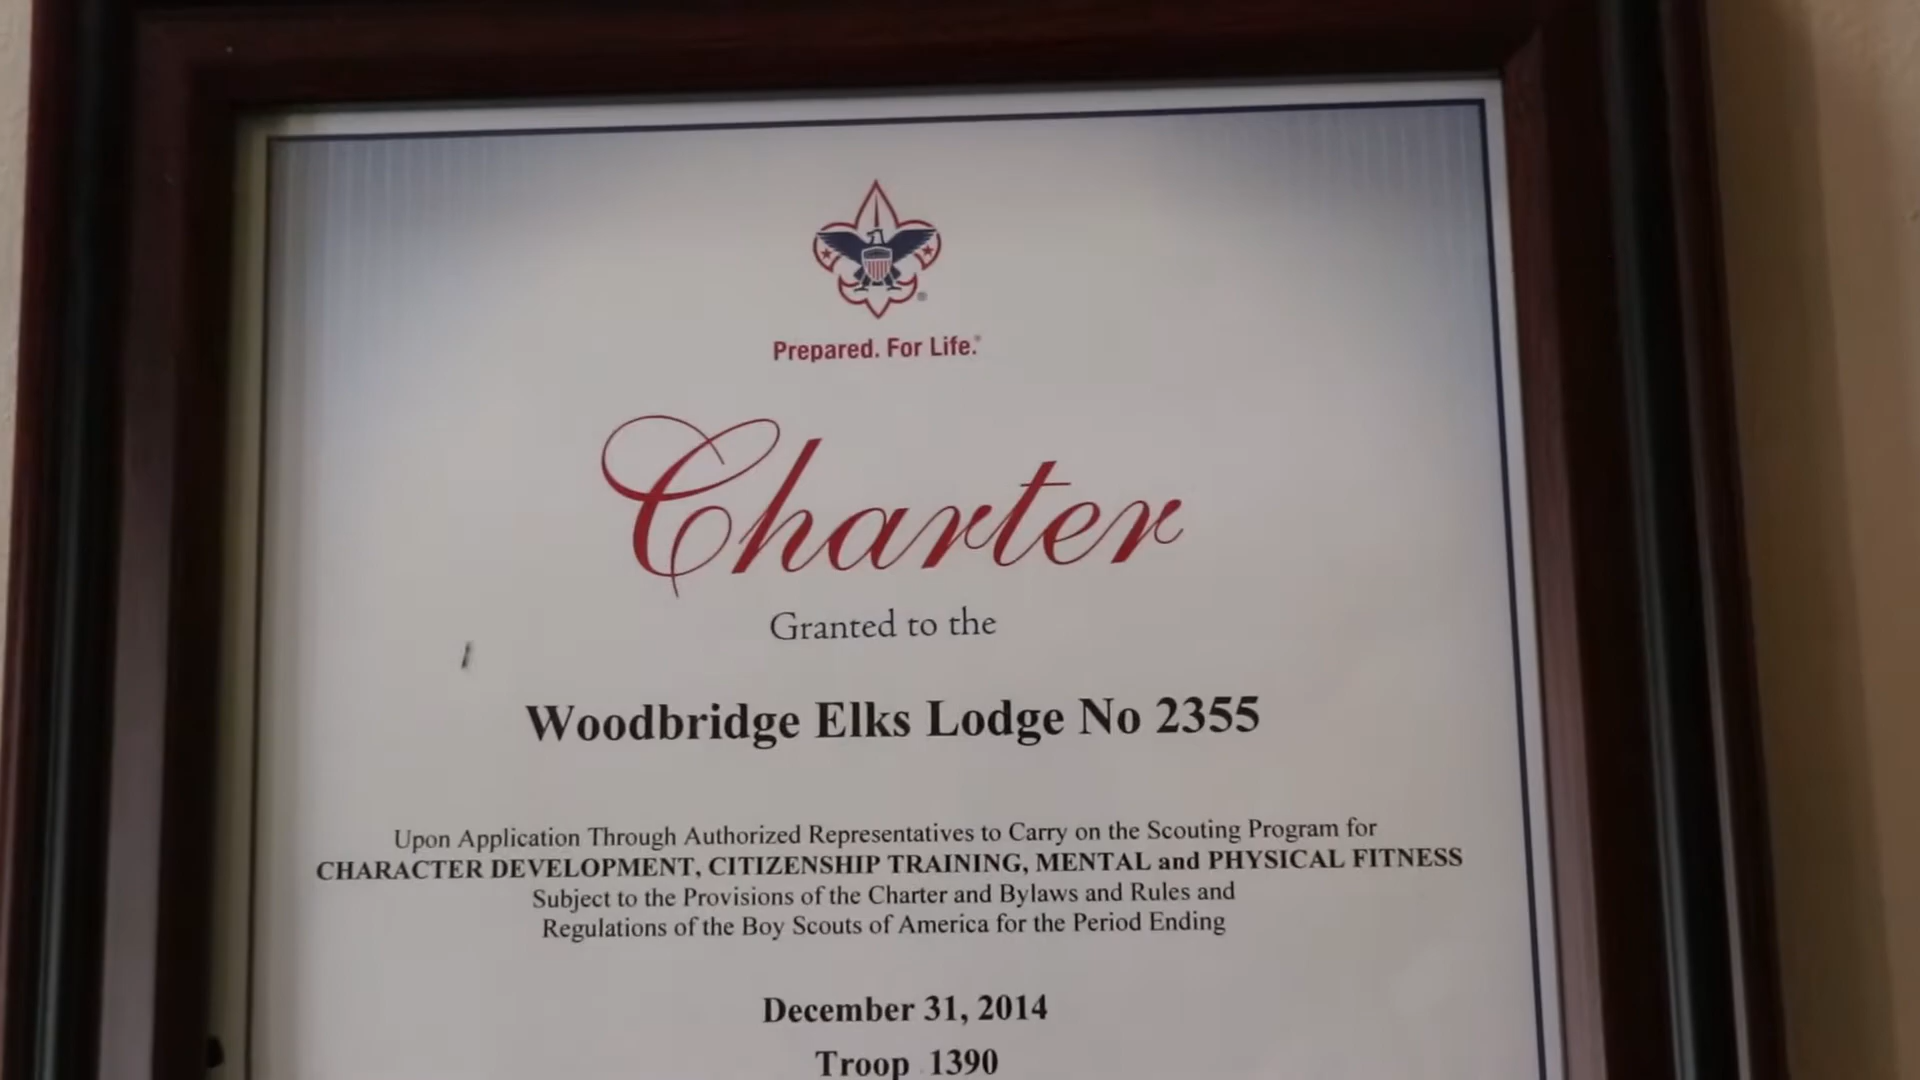 Prepared. For Life.®
Charter
Granted to the
Woodbridge Elks Lodge No 2355
Upon Application Through Authorized Representatives to Carry on the Scouting Program for
CHARACTER DEVELOPMENT, CITIZENSHIP TRAINING, MENTAL and PHYSICAL FITNESS
Subject to the Provisions of the Charter and Bylaws and Rules and
Regulations of the Boy Scouts of America for the Period Ending
December 31, 2014
Troop 1390